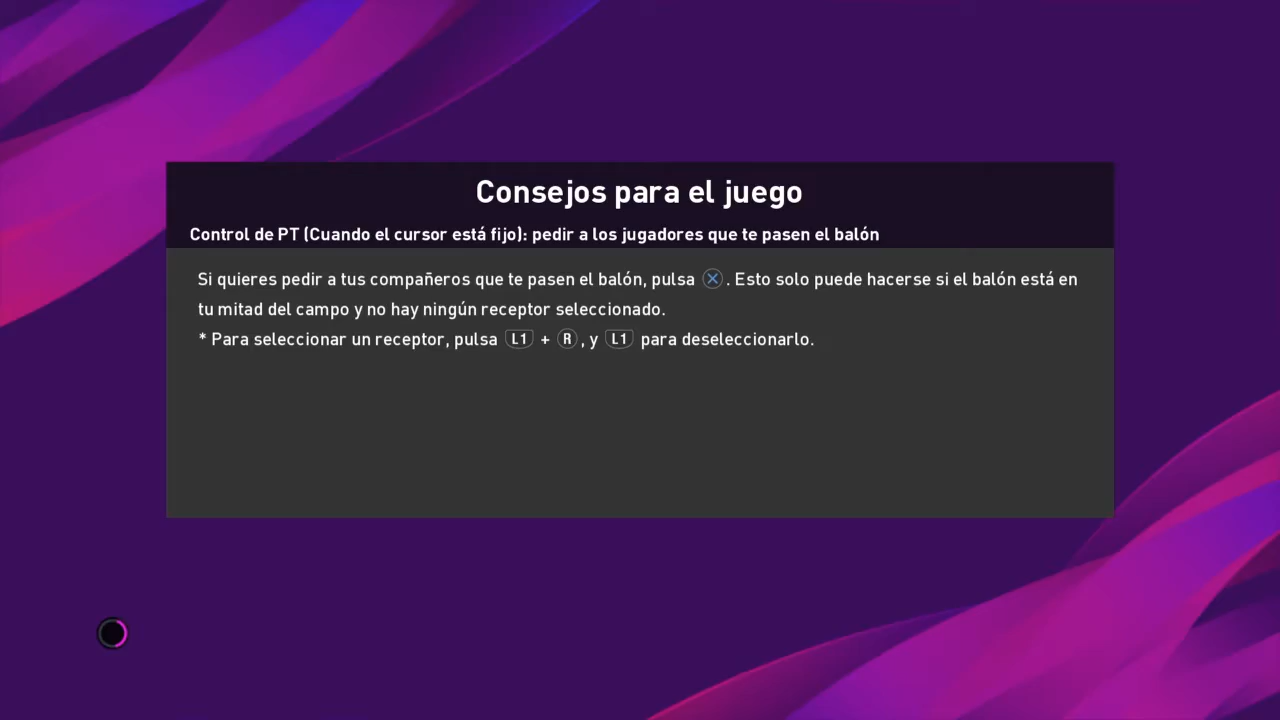 Consejos para el juego
Control de PT (Cuando el cursor está fijo): pedir a los jugadores que te pasen el balón
Si quieres pedir a tus compañeros que te pasen el balón, pulsa ⓧ. Esto solo puede hacerse si el balón está en
tu mitad del campo y no hay ningún receptor seleccionado.
* Para seleccionar un receptor, pulsa L1 + R, y L1 para deseleccionarlo.